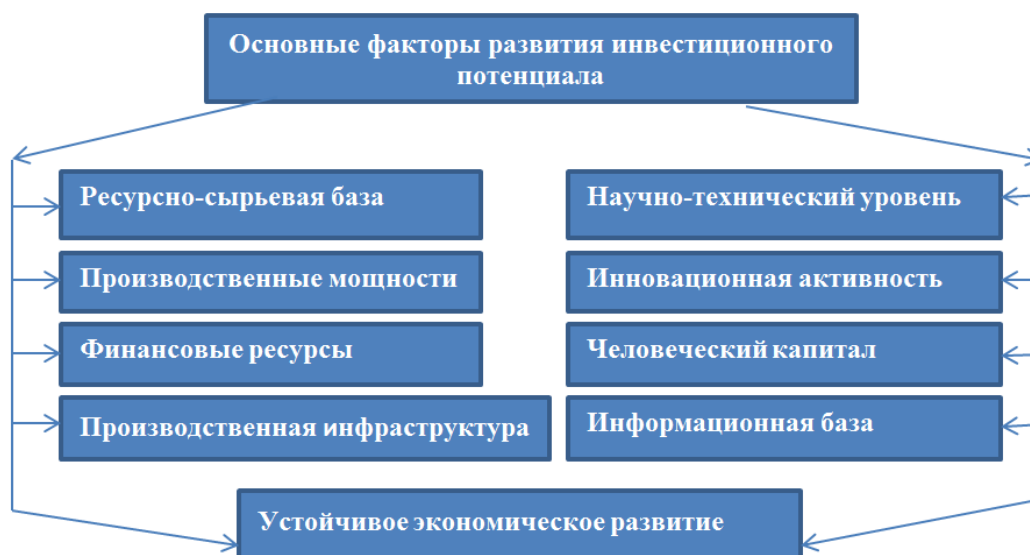 Основные факторы развития инвестиционного
потенциала
Ресурсно-сырьевая база
Производственные мощности
Финансовые ресурсы
Производственная инфраструктура
Научно-технический уровень
Инновационная активность
Человеческий капитал
Информационная база
Устойчивое экономическое развитие